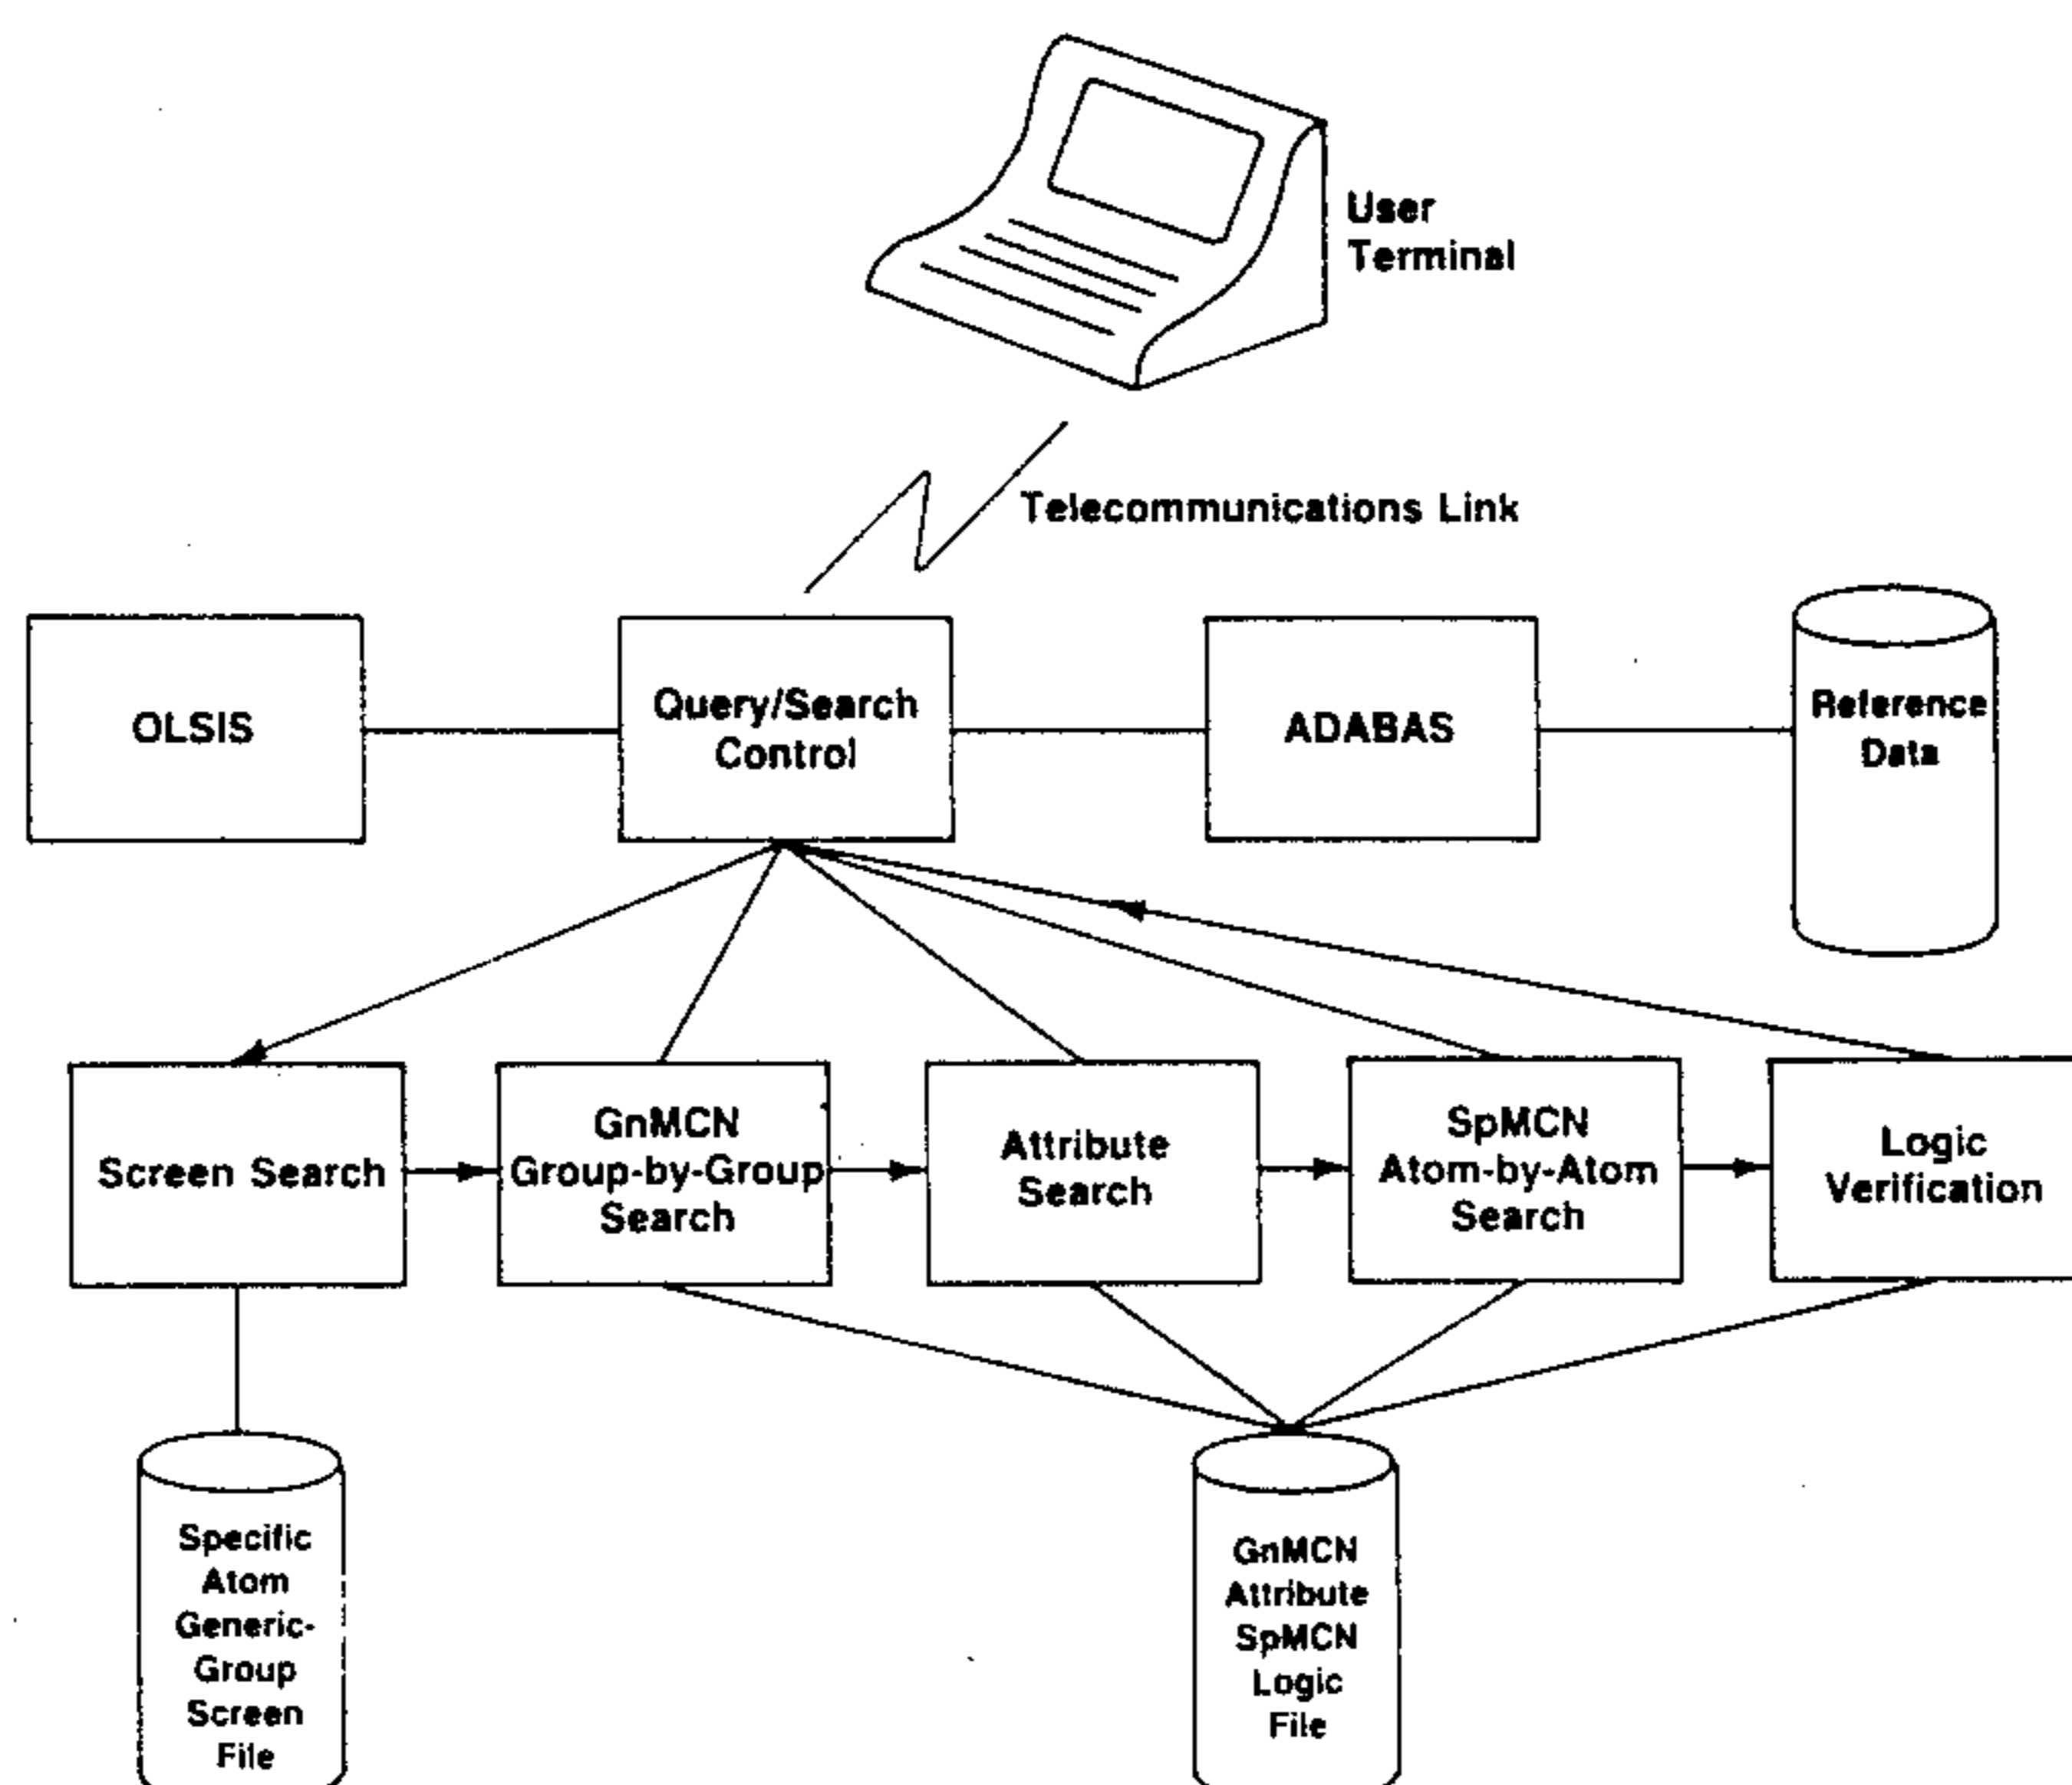 User
Terminal
Telecommunications Link
OLSIS
Query/Search
Control
ADABAS
Reference
Data
Screen Search
GnMCN
Group-by-Group
Search
Attribute
Search
SpMCN
Atom-by-Atom
Search
Logic
Verification
Specific
Atom
Generic-
Group
Screen
File
GnMCN
Attribute
SpMCN
Logic
File